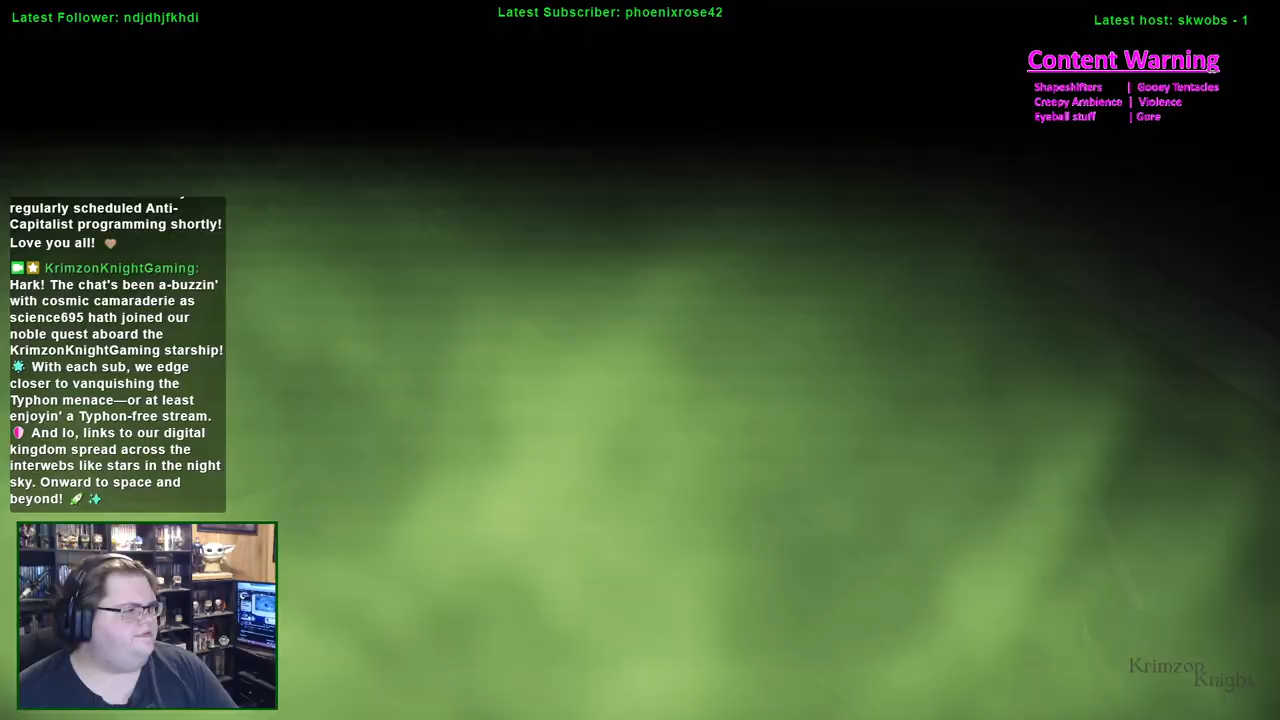 Latest Follower: ndjdhjfkhdi
Latest Subscriber: phoenixrose42
Latest host: skwobs - 1
Content Warning
Shapeshifters | Gooey Tentacles
Creepy Ambience | Violence
Eyeball stuff | Gore
regularly scheduled Anti-
Capitalist programming shortly!
Love you all!
KrimzonKnightGaming:
Hark! The chat's been a-buzzin'
with cosmic camaraderie as
science695 hath joined our
noble quest aboard the
KrimzonKnightGaming starship!
With each sub, we edge
closer to vanquishing the
Typhon menace—or at least
enjoyin' a Typhon-free stream.
And lo, links to our digital
kingdom spread across the
interwebs like stars in the night
sky. Onward to space and
beyond!
Krimzon
Knight